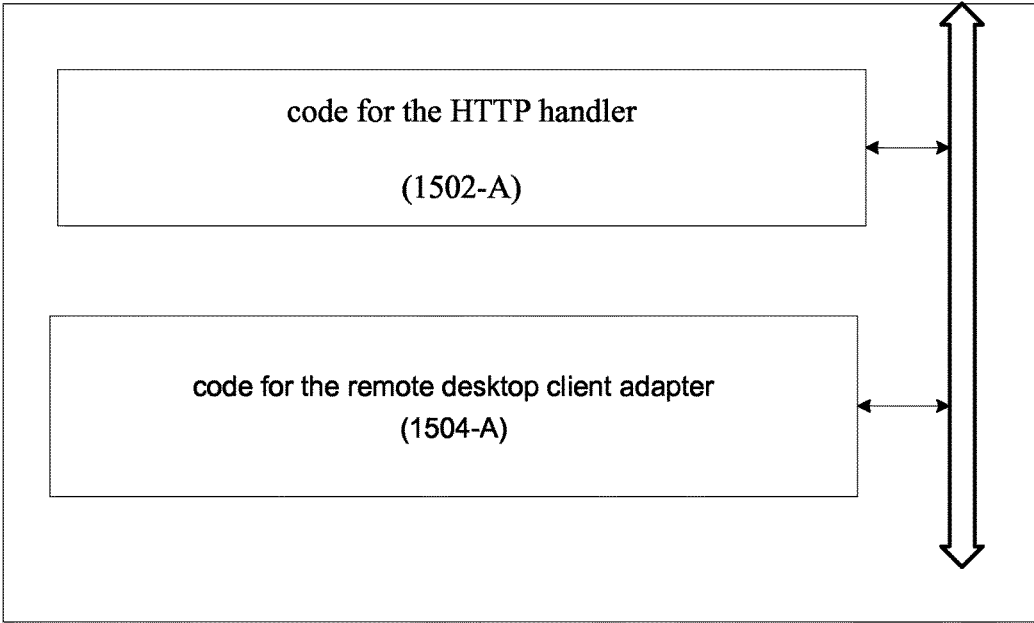 code for the HTTP handler
(1502-A)
code for the remote desktop client adapter
(1504-A)